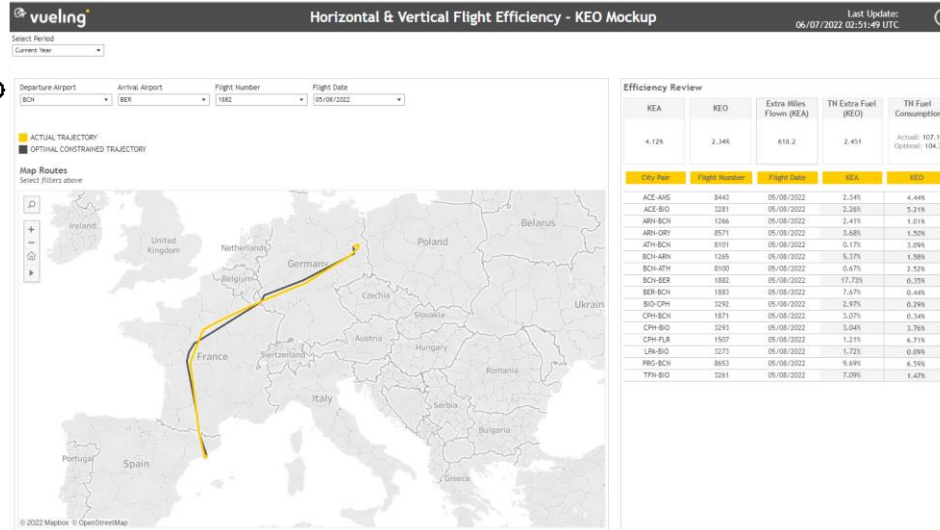 vueling
Horizontal & Vertical Flight Efficiency - KEO Mockup
Last Update:
06/07/2022 02:51:49 UTC
Select Period
Current Year
Departure Airport Arrival Airport Flight Number Flight Date
BCN BER 1882 05/08/2022
ACTUAL TRAJECTORY
OPTIMAL CONSTRAINED TRAJECTORY
Map Routes
Select filters above
Ireland
United Kingdom
Netherlands
Belgium
Germany
Poland
Belarus
Czechia
Slovakia
Ukrain
Austria
Hungary
France
Switzerland
Romania
Italy
Serbia
Bulgaria
Portugal
Spain
Greece
© 2022 Mapbox © OpenStreetMap
Efficiency Review
KEA KEO Extra Miles Flown (KEA) TN Extra Fuel (KEO) TN Fuel Consumption
4.12% 2.34% 618.2 2.451 Actual: 107.1
Optimal: 104.
City Pair Flight Number Flight Date KEA KEO
ACE-AMS 8443 05/08/2022 2.34% 4.44%
ACE-BIO 3281 05/08/2022 2.26% 5.21%
ARN-BCN 1266 05/08/2022 2.41% 1.01%
ARN-ORY 8571 05/08/2022 3.68% 1.50%
ATH-BCN 8101 05/08/2022 0.17% 3.09%
BCN-ARN 1265 05/08/2022 5.37% 1.58%
BCN-ATH 8100 05/08/2022 0.67% 2.52%
BCN-BER 1882 05/08/2022 17.73% 0.35%
BER-BCN 1883 05/08/2022 7.67% 0.44%
BIO-CPH 3292 05/08/2022 2.97% 0.29%
CPH-BCN 1871 05/08/2022 3.07% 0.34%
CPH-BIO 3293 05/08/2022 3.04% 3.76%
CPH-FLR 1507 05/08/2022 1.21% 6.71%
LPA-BIO 3273 05/08/2022 1.72% 0.09%
PRG-BCN 8653 05/08/2022 9.69% 6.59%
TFN-BIO 3261 05/08/2022 7.09% 1.47%